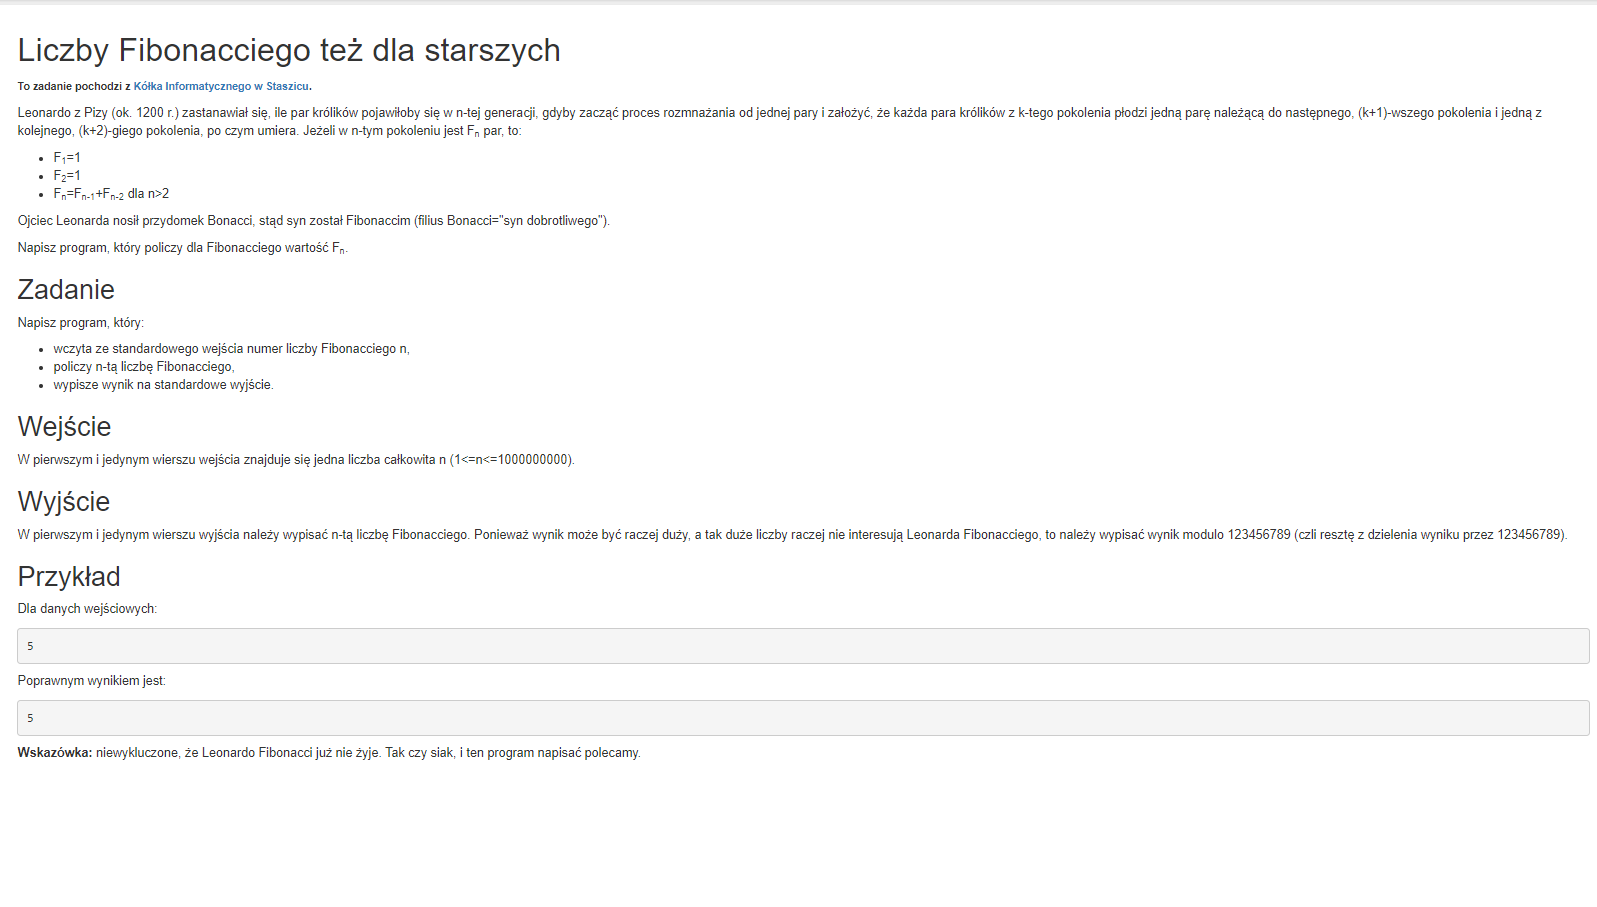 Liczby Fibonacciego też dla starszych
To zadanie pochodzi z Kółka Informatycznego w Staszicu.
Leonardo z Pizy (ok. 1200 r.) zastanawiał się, ile par królików pojawiłoby się w n-tej generacji, gdyby zacząć proces rozmnażania od jednej pary i założyć, że każda para królików z k-tego pokolenia płodzi jedną parę należącą do następnego, (k+1)-wszego pokolenia i jedną z
kolejnego, (k+2)-giego pokolenia, po czym umiera. Jeżeli w n-tym pokoleniu jest Fn par, to:
• F1=1
• F2=1
• Fn=Fn-1+Fn-2 dla n>2
Ojciec Leonarda nosił przydomek Bonacci, stąd syn został Fibonaccim (filius Bonacci="syn dobrotliwego").
Napisz program, który policzy dla Fibonacciego wartość Fn.
Zadanie
Napisz program, który:
• wczyta ze standardowego wejścia numer liczby Fibonacciego n,
• policzy n-tą liczbę Fibonacciego,
• wypisze wynik na standardowe wyjście.
Wejście
W pierwszym i jedynym wierszu wejścia znajduje się jedna liczba całkowita n (1<=n<=1000000000).
Wyjście
W pierwszym i jedynym wierszu wyjścia należy wypisać n-tą liczbę Fibonacciego. Ponieważ wynik może być raczej duży, a tak duże liczby raczej nie interesują Leonarda Fibonacciego, to należy wypisać wynik modulo 123456789 (czli resztę z dzielenia wyniku przez 123456789).
Przykład
Dla danych wejściowych:
5
Poprawnym wynikiem jest:
5
Wskazówka: niewykluczone, że Leonardo Fibonacci już nie żyje. Tak czy siak, i ten program napisać polecamy.